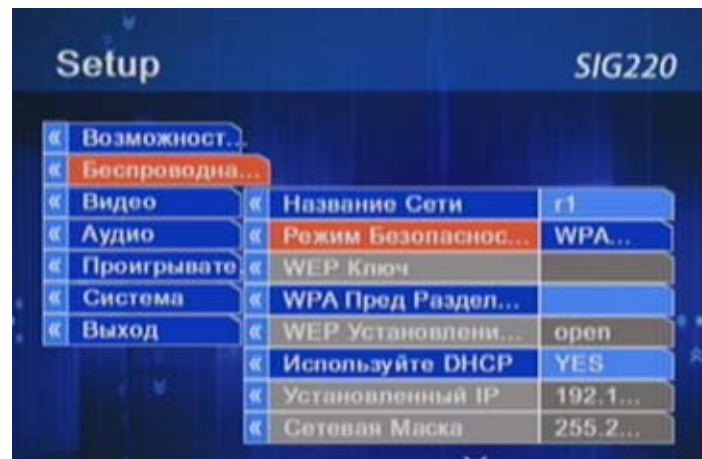 Setup
SIG220
Возможност...
Беспроводна...
Видео
Аудио
Проигрывате.
Система
Выход
Название Сети r1
Режим Безопаснос... WPA...
WEP Ключ
WPA Пред Раздел...
WEP Установлени... open
Используйте DHCP YES
Установленный IP 192.1...
Сетевая Маска 255.2...